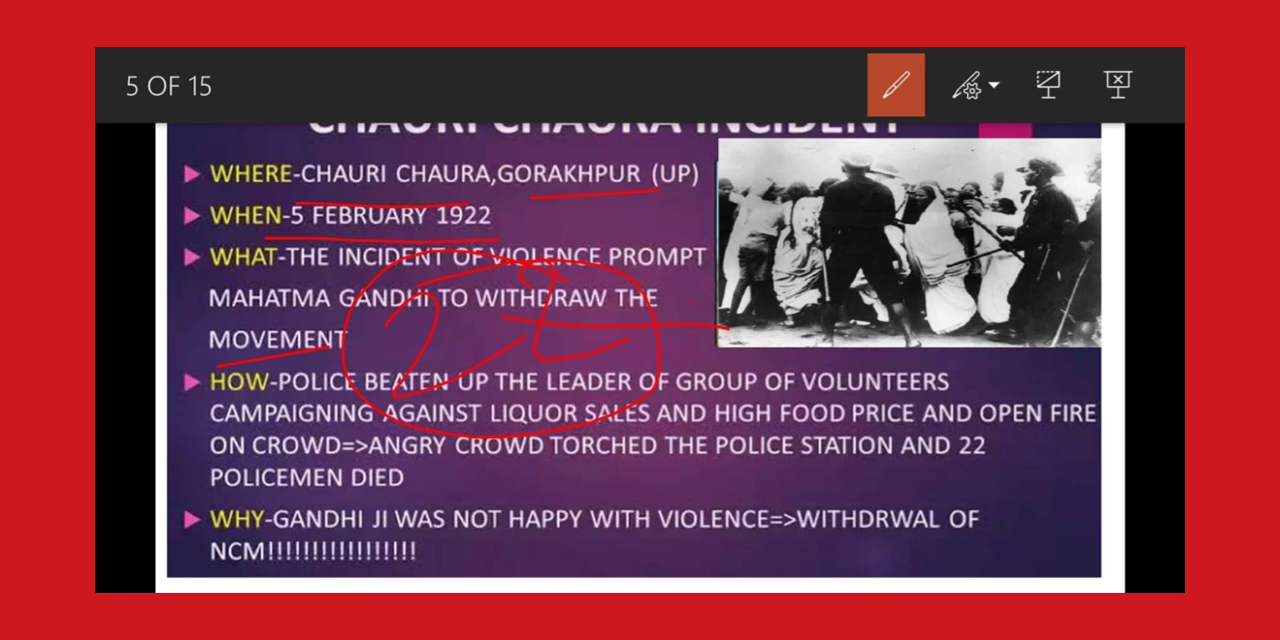 5 OF 15
CHAURI CHAURA INCIDENT
WHERE-CHAURI CHAURA,GORAKHPUR (UP)
WHEN-5 FEBRUARY 1922
WHAT-THE INCIDENT OF VIOLENCE PROMPT
MAHATMA GANDHI TO WITHDRAW THE
MOVEMENT
HOW-POLICE BEATEN UP THE LEADER OF GROUP OF VOLUNTEERS
CAMPAIGNING AGAINST LIQUOR SALES AND HIGH FOOD PRICE AND OPEN FIRE
ON CROWD=>ANGRY CROWD TORCHED THE POLICE STATION AND 22
POLICEMEN DIED
WHY-GANDHI JI WAS NOT HAPPY WITH VIOLENCE=>WITHDRWAL OF
NCM!!!!!!!!!!!!!!!!!